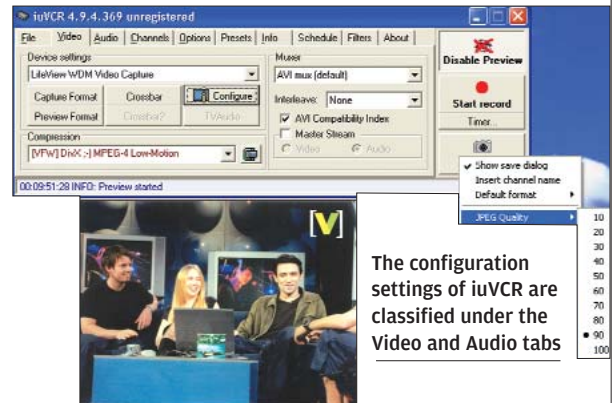 iuVCR 4.9.4.369 unregistered
File Video Audio Channels Options Presets Info Schedule Filters About
Device settings
LifeView WDM Video Capture
Capture Format Crossbar Configure
Preview Format Crossbar2 TVAudio
Compression
[VFW] DivX ;-) MPEG-4 Low-Motion
Muxer
AVI mux (default)
Interleave: None
AVI Compatibility Index
Master Stream
Video Audio
Disable Preview
Start record
Timer...
00:09:51:28 INFO: Preview started
Show save dialog
Insert channel name
Default format
JPEG Quality
10
20
30
40
50
60
70
80
90
100
[V]
The configuration
settings of iuVCR are
classified under the
Video and Audio tabs